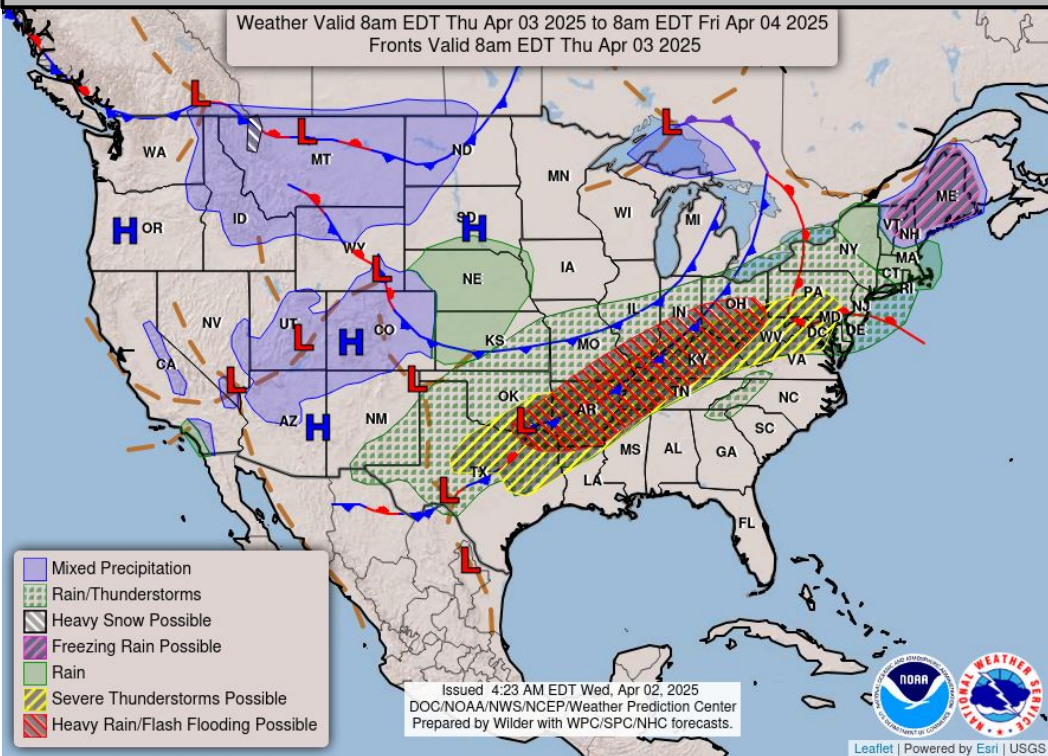 Weather Valid 8am EDT Thu Apr 03 2025 to 8am EDT Fri Apr 04 2025
Fronts Valid 8am EDT Thu Apr 03 2025
L
L
L
WA
MT
ND
MN
ME
VT
NH
H
OR
ID
SD
H
WI
MI
NY
MA
CT
RI
WY
L
NE
IA
PA
NJ
NV
UT
L
H
CO
KS
IL
IN
OH
MD
DE
DC
WV
VA
MO
KY
CA
L
L
OK
TN
NC
AZ
H
NM
L
AR
SC
MS
AL
GA
TX
L
LA
FL
L
Mixed Precipitation
Rain/Thunderstorms
Heavy Snow Possible
Freezing Rain Possible
Rain
Severe Thunderstorms Possible
Heavy Rain/Flash Flooding Possible
Issued 4:23 AM EDT Wed, Apr 02, 2025
DOC/NOAA/NWS/NCEP/Weather Prediction Center
Prepared by Wilder with WPC/SPC/NHC forecasts.
NOAA
NATIONAL WEATHER SERVICE
Leaflet | Powered by Esri | USGS